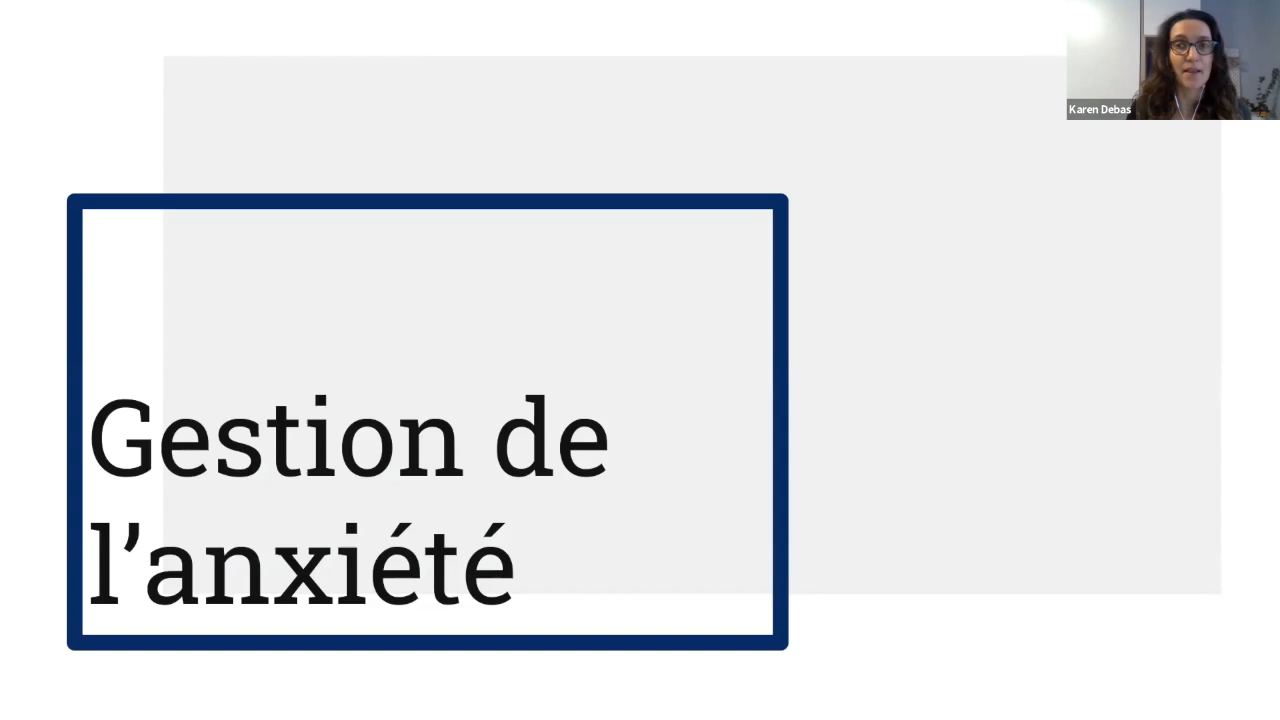 Karen Debas
Gestion de
l’anxiété